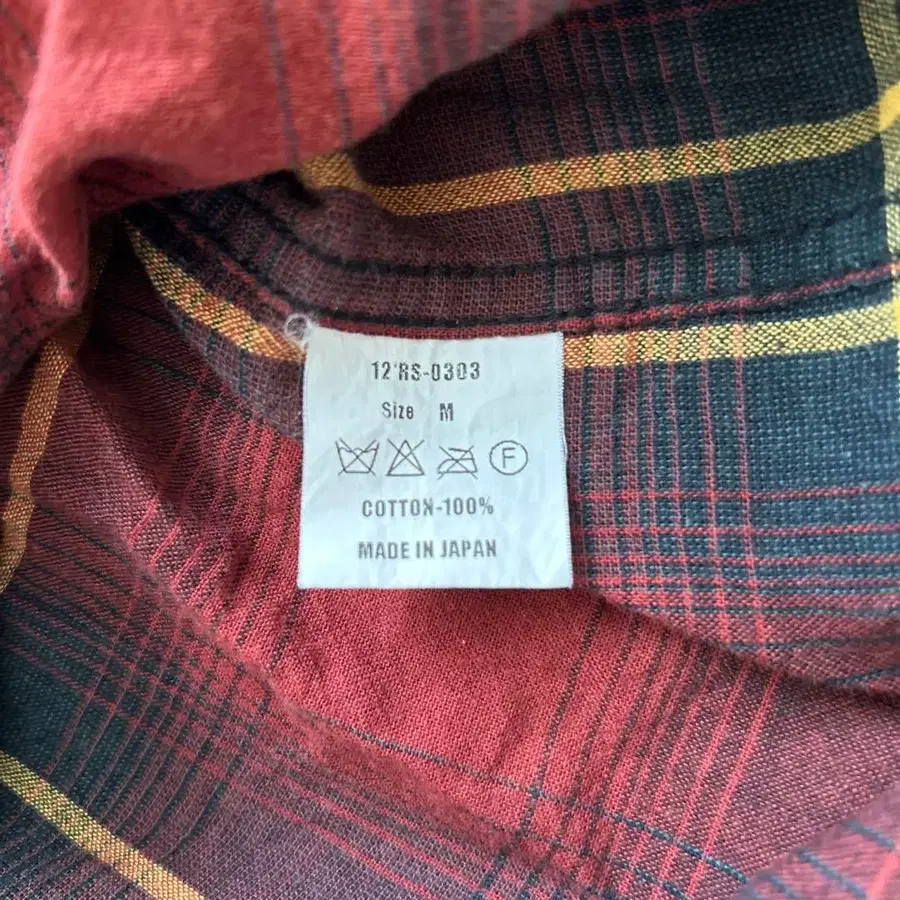 12'RS-0303
Size M
F
COTTON-100%
MADE IN JAPAN